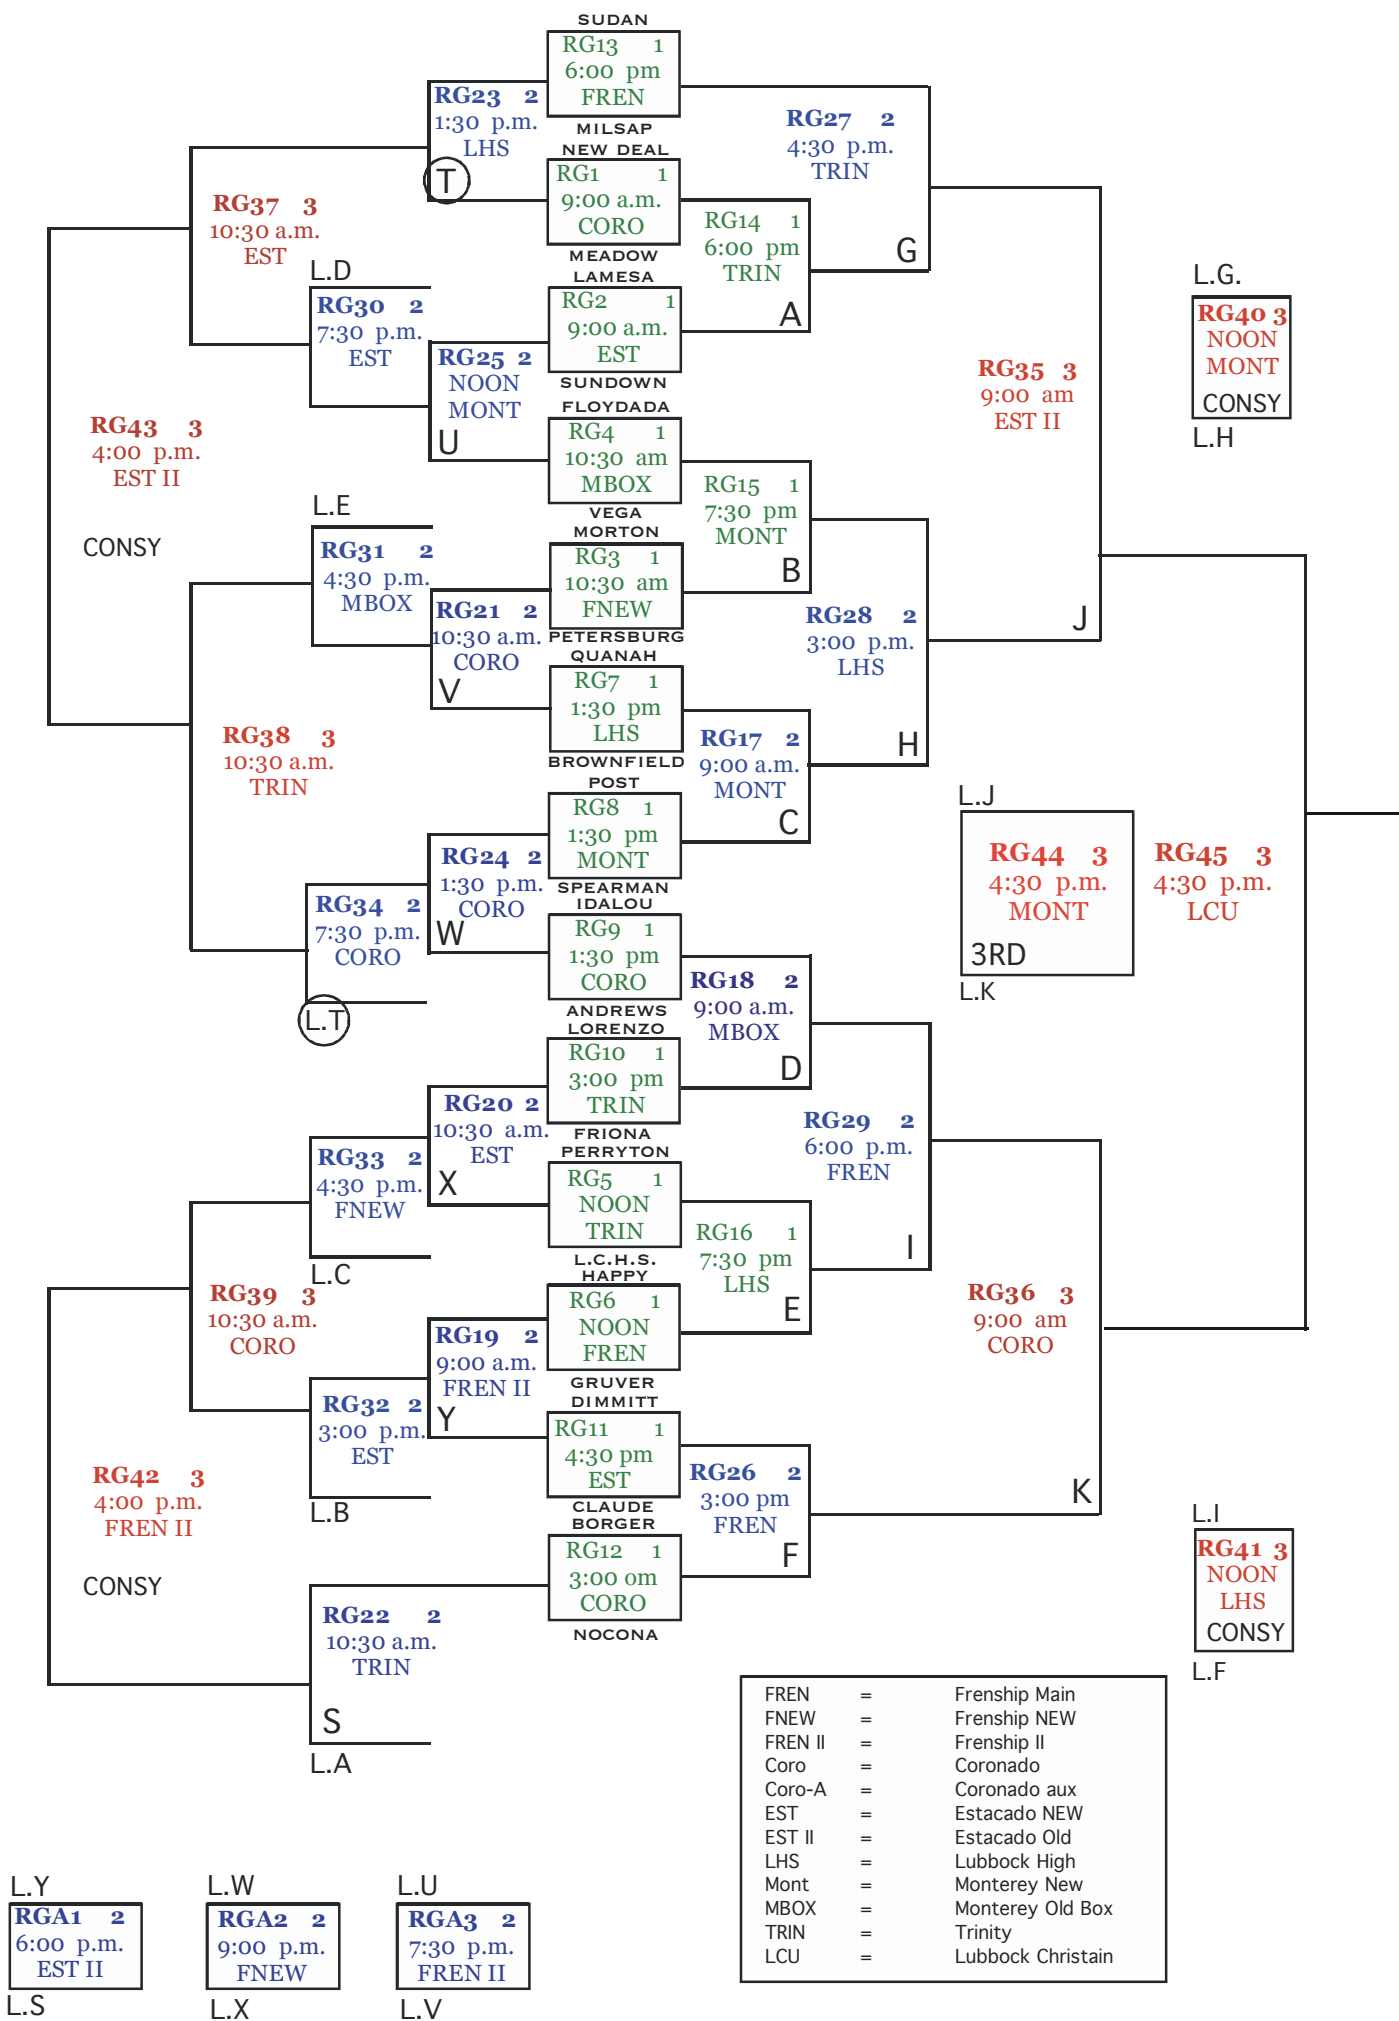 SUDAN
RG13 1
6:00 pm
FREN
MILSAP
RG23 2
1:30 p.m.
LHS
T
RG27 2
4:30 p.m.
TRIN
NEW DEAL
RG1 1
9:00 a.m.
CORO
MEADOW
RG37 3
10:30 a.m.
EST
RG14 1
6:00 pm
TRIN
A
G
L.D
RG30 2
7:30 p.m.
EST
LAMESA
RG2 1
9:00 a.m.
EST
SUNDOWN
RG25 2
NOON
MONT
U
L.G.
RG40 3
NOON
MONT
CONSY
L.H
RG35 3
9:00 am
EST II
RG43 3
4:00 p.m.
EST II
CONSY
FLOYDADA
RG4 1
10:30 am
MBOX
VEGA
RG15 1
7:30 pm
MONT
B
L.E
RG31 2
4:30 p.m.
MBOX
MORTON
RG3 1
10:30 am
FNEW
PETERSBURG
RG21 2
10:30 a.m.
CORO
V
RG28 2
3:00 p.m.
LHS
H
J
QUANAH
RG7 1
1:30 pm
LHS
BROWNFIELD
RG38 3
10:30 a.m.
TRIN
RG17 2
9:00 a.m.
MONT
C
POST
RG8 1
1:30 pm
MONT
SPEARMAN
RG24 2
1:30 p.m.
CORO
W
L.J
RG44 3
4:30 p.m.
MONT
3RD
L.K
RG45 3
4:30 p.m.
LCU
RG34 2
7:30 p.m.
CORO
L.T
IDALOU
RG9 1
1:30 pm
CORO
ANDREWS
RG18 2
9:00 a.m.
MBOX
D
LORENZO
RG10 1
3:00 pm
TRIN
FRIONA
RG20 2
10:30 a.m.
EST
X
RG29 2
6:00 p.m.
FREN
I
RG33 2
4:30 p.m.
FNEW
L.C
PERRYTON
RG5 1
NOON
TRIN
L.C.H.S.
RG16 1
7:30 pm
LHS
E
RG39 3
10:30 a.m.
CORO
HAPPY
RG6 1
NOON
FREN
GRUVER
RG19 2
9:00 a.m.
FREN II
Y
RG36 3
9:00 am
CORO
K
RG32 2
3:00 p.m.
EST
L.B
DIMMITT
RG11 1
4:30 pm
EST
CLAUDE
RG26 2
3:00 pm
FREN
F
RG42 3
4:00 p.m.
FREN II
CONSY
BORGER
RG12 1
3:00 om
CORO
NOCONA
L.I
RG41 3
NOON
LHS
CONSY
L.F
RG22 2
10:30 a.m.
TRIN
S
L.A
FREN = Frenship Main
FNEW = Frenship NEW
FREN II = Frenship II
Coro = Coronado
Coro-A = Coronado aux
EST = Estacado NEW
EST II = Estacado Old
LHS = Lubbock High
Mont = Monterey New
MBOX = Monterey Old Box
TRIN = Trinity
LCU = Lubbock Christain
L.Y
RGA1 2
6:00 p.m.
EST II
L.S
L.W
RGA2 2
9:00 p.m.
FNEW
L.X
L.U
RGA3 2
7:30 p.m.
FREN II
L.V